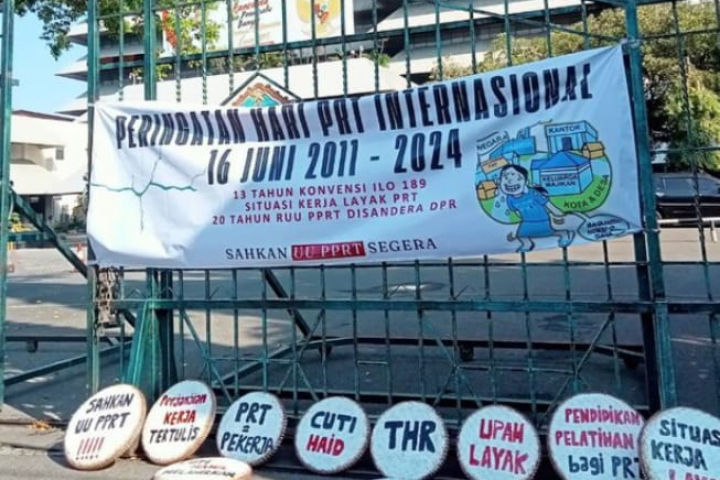 PERINGATAN HARI PRT INTERNASIONAL
16 JUNI 2011 - 2024
13 TAHUN KONVENSI ILO 189
SITUASI KERJA LAYAK PRT
20 TAHUN RUU PPRT DISANDERA DPR
SAHKAN UU PPRT SEGERA
NEGARA
KANTOR
KELUARGA
MAJIKAN
KOTA & DESA
SAHKAN
UU PPRT
!!!!!
Perjanjian
KERJA
TERTULIS
PRT
=
PEKERJA
CUTI
HAID
THR
UPAH
LAYAK
PENDIDIKAN
PELATIHAN
bagi PRT
SITUASI
KERJA